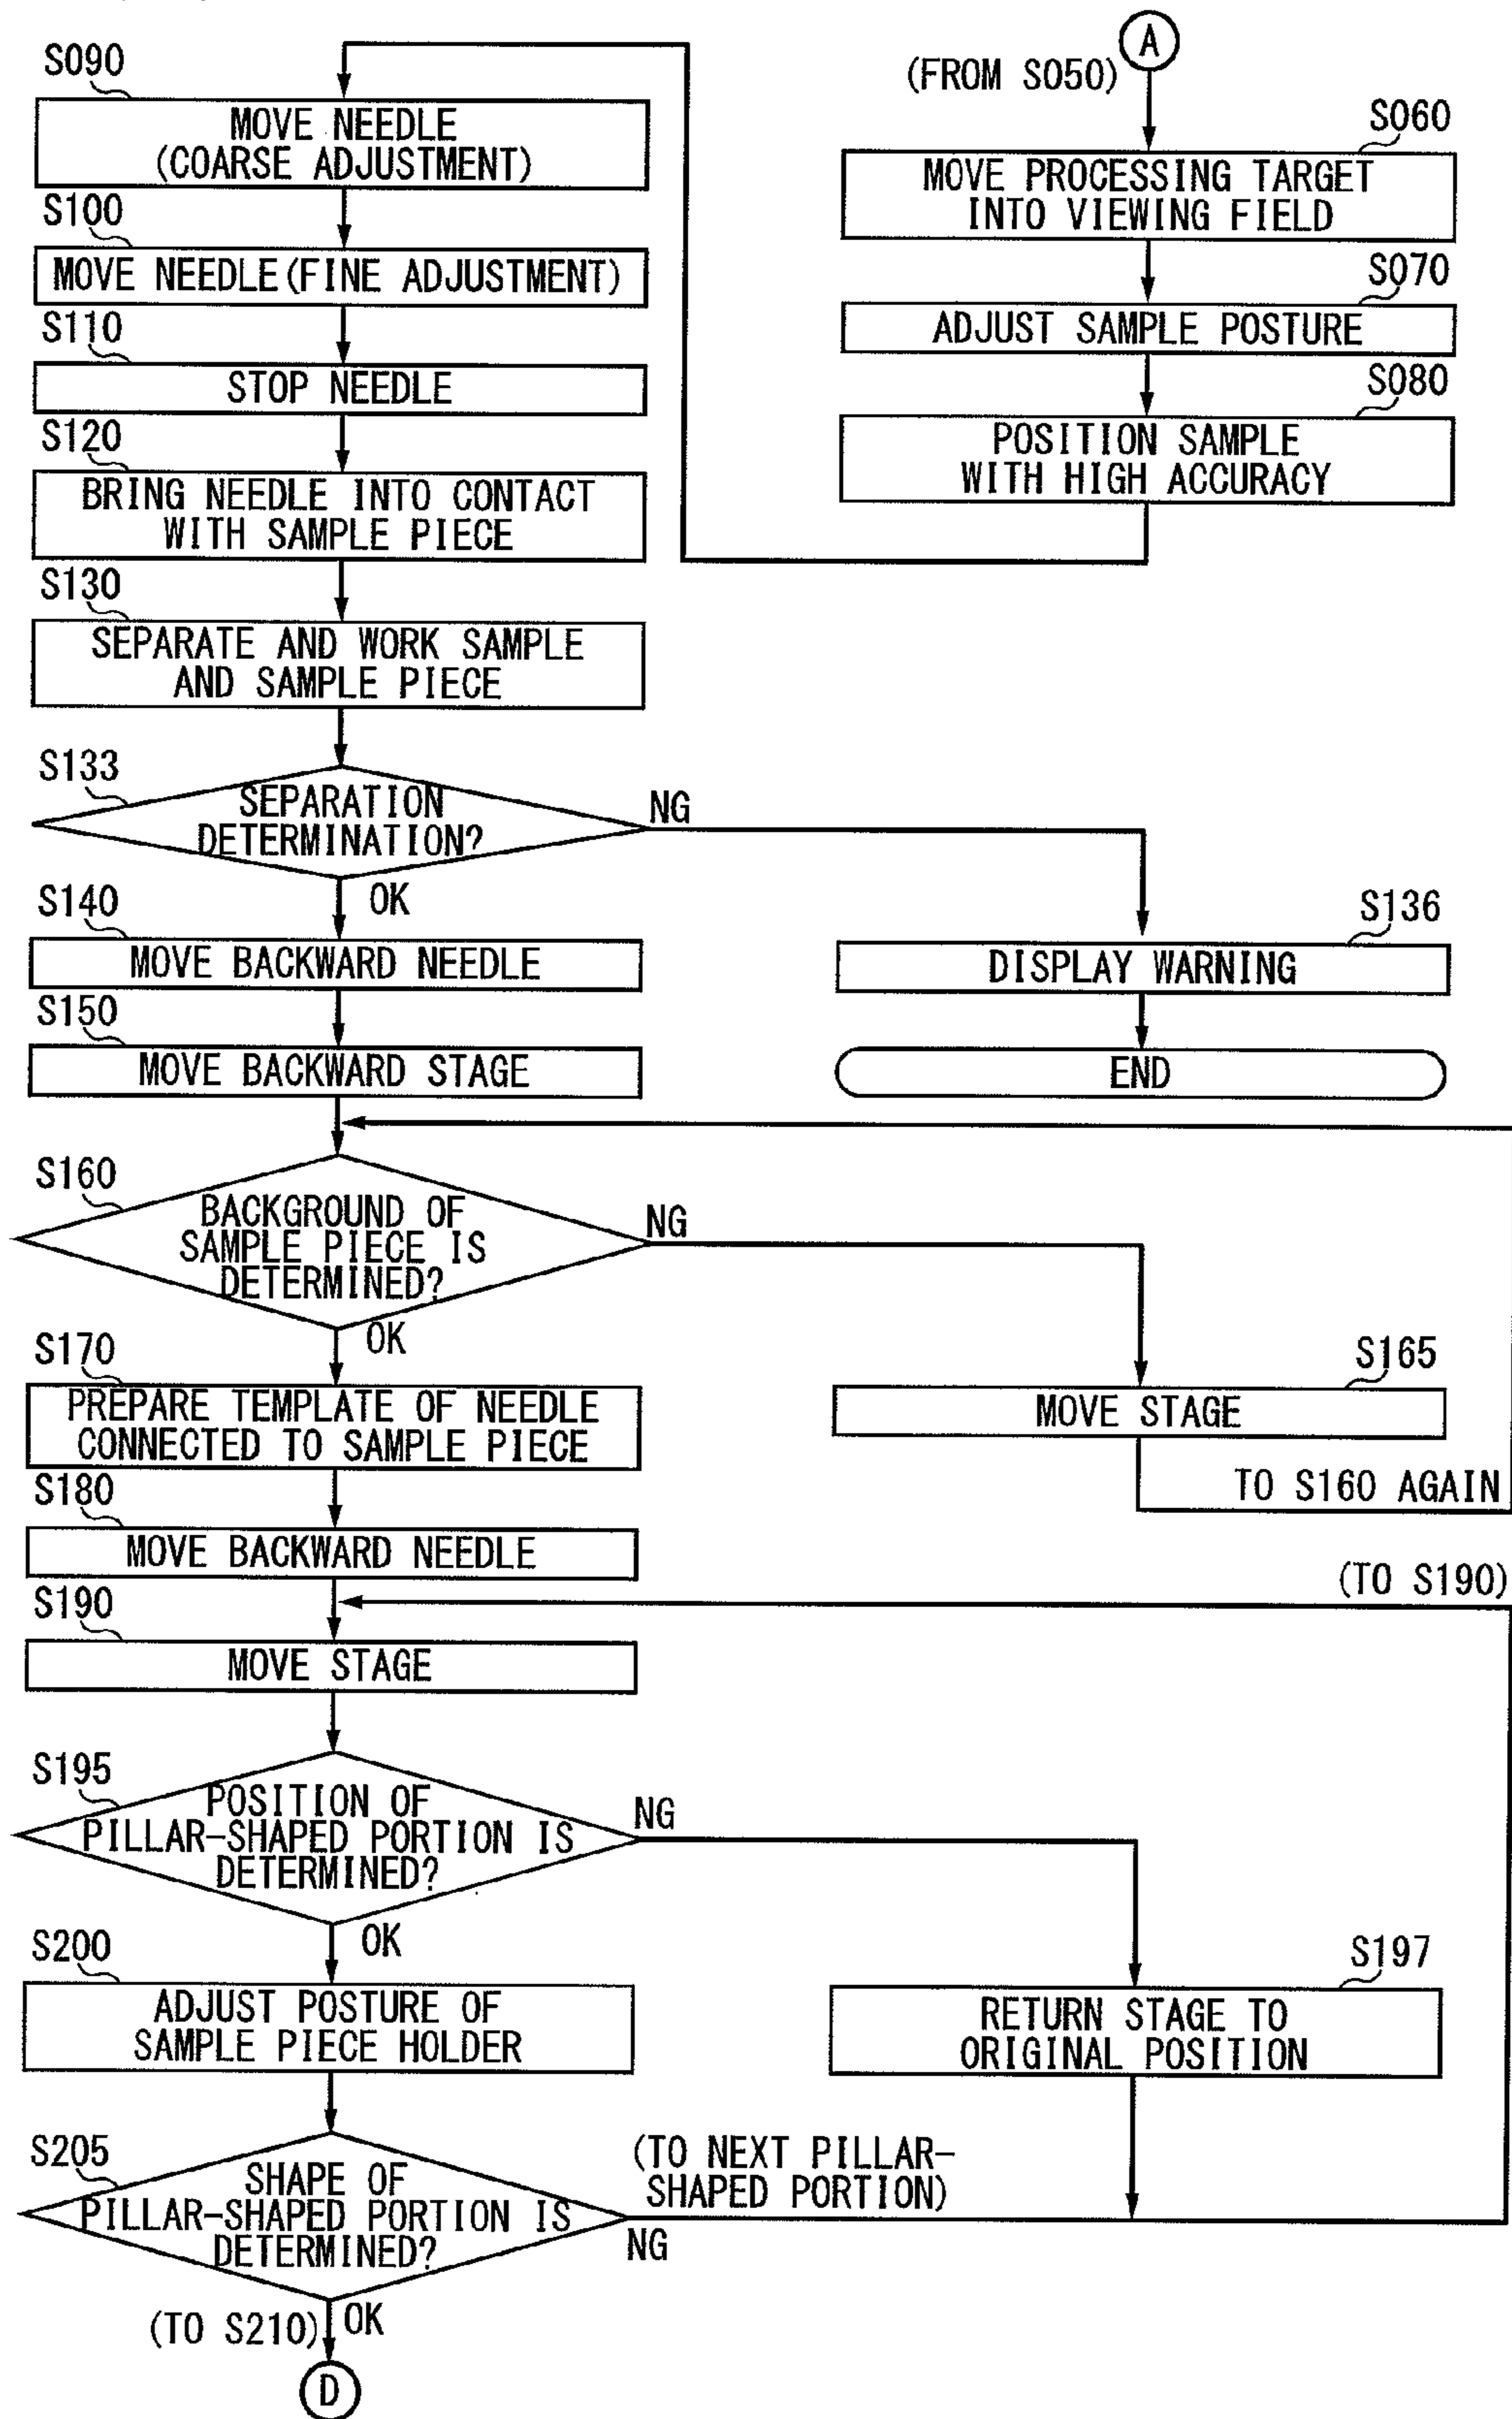 A
(FROM S050)
S060
MOVE PROCESSING TARGET
INTO VIEWING FIELD
S070
ADJUST SAMPLE POSTURE
S080
POSITION SAMPLE
WITH HIGH ACCURACY
S090
MOVE NEEDLE
(COARSE ADJUSTMENT)
S100
MOVE NEEDLE(FINE ADJUSTMENT)
S110
STOP NEEDLE
S120
BRING NEEDLE INTO CONTACT
WITH SAMPLE PIECE
S130
SEPARATE AND WORK SAMPLE
AND SAMPLE PIECE
S133
SEPARATION
DETERMINATION?
NG
OK
S136
DISPLAY WARNING
END
S140
MOVE BACKWARD NEEDLE
S150
MOVE BACKWARD STAGE
S160
BACKGROUND OF
SAMPLE PIECE IS
DETERMINED?
NG
OK
S165
MOVE STAGE
TO S160 AGAIN
S170
PREPARE TEMPLATE OF NEEDLE
CONNECTED TO SAMPLE PIECE
S180
MOVE BACKWARD NEEDLE
(TO S190)
S190
MOVE STAGE
S195
POSITION OF
PILLAR-SHAPED PORTION IS
DETERMINED?
NG
OK
S197
RETURN STAGE TO
ORIGINAL POSITION
S200
ADJUST POSTURE OF
SAMPLE PIECE HOLDER
S205
SHAPE OF
PILLAR-SHAPED PORTION IS
DETERMINED?
(TO NEXT PILLAR-
SHAPED PORTION)
NG
(TO S210)
OK
D